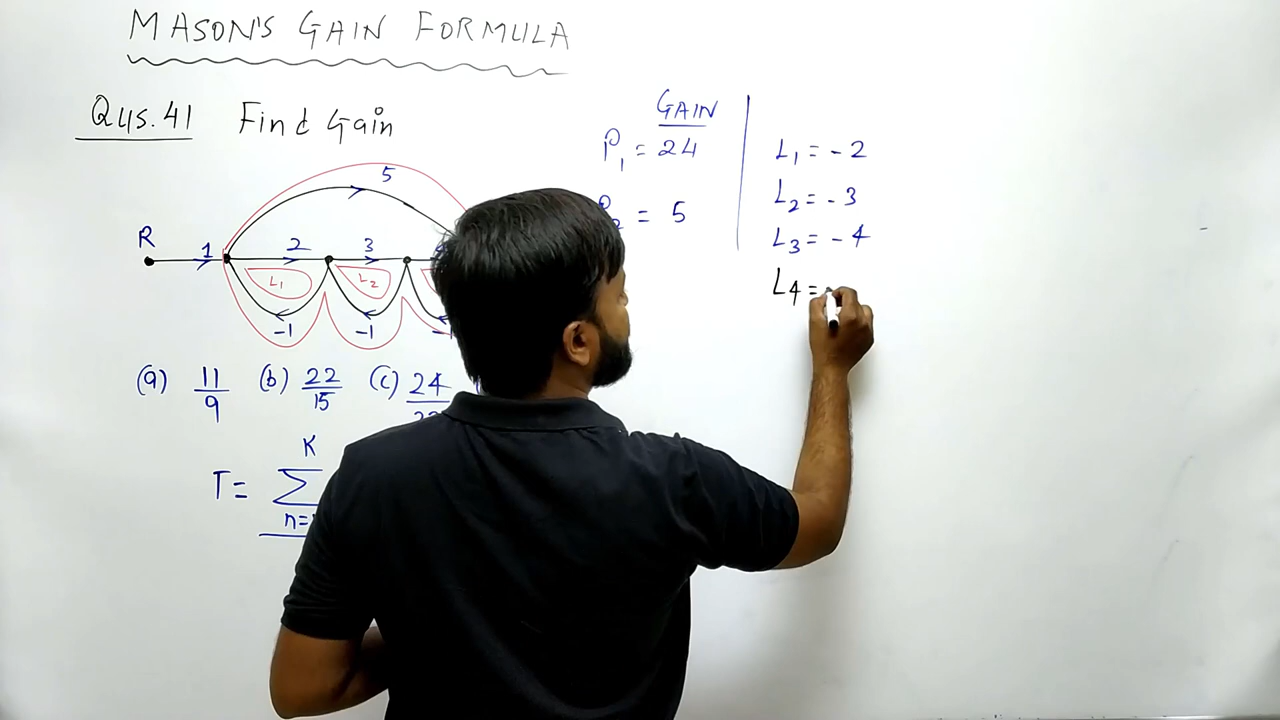 MASON'S GAIN FORMULA
Qus. 41 Find Gain
GAIN
P1 = 24
2 = 5
L1 = - 2
L2 = - 3
L3 = - 4
L4 =
5
R 1 2 3
L1 L2
-1 -1
(a) 11/9 (b) 22/15 (c) 24
K
T = Σ
n=